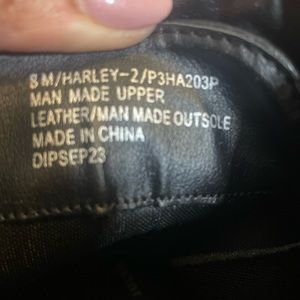 8 M/HARLEY-2/P3HA203P
MAN MADE UPPER
LEATHER/MAN MADE OUTSOLE
MADE IN CHINA
DIPSEP23